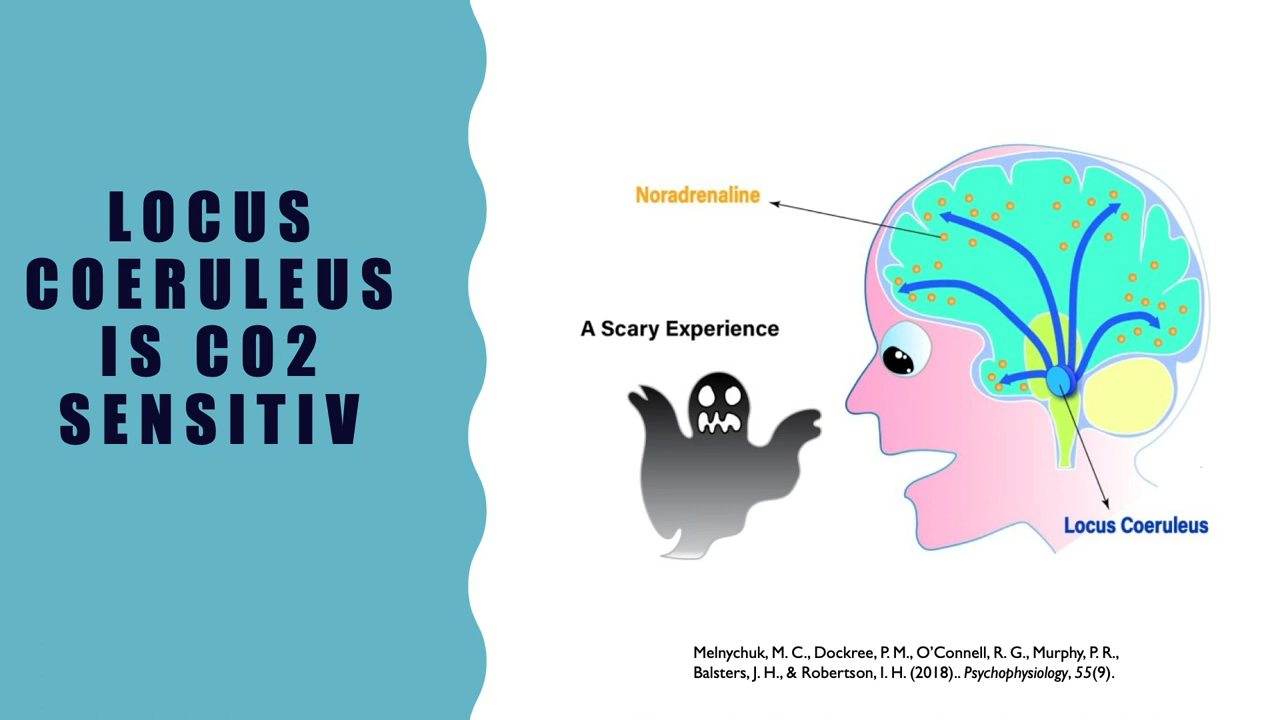 LOCUS
COERULEUS
IS CO2
SENSITIV
Noradrenaline
A Scary Experience
Locus Coeruleus
Melnychuk, M. C., Dockree, P. M., O’Connell, R. G., Murphy, P. R.,
Balsters, J. H., & Robertson, I. H. (2018).. Psychophysiology, 55(9).